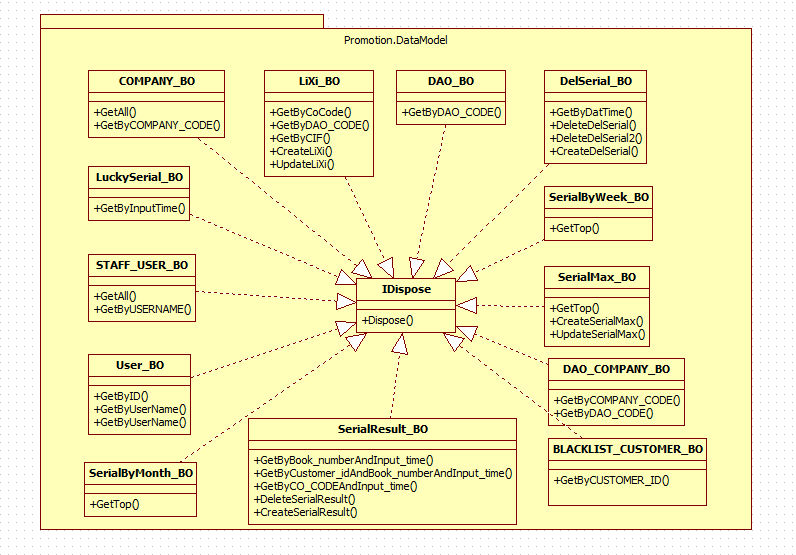 Promotion.DataModel
COMPANY_BO
+GetAll()
+GetByCOMPANY_CODE()
LiXi_BO
+GetByCoCode()
+GetByDAO_CODE()
+GetByCIF()
+CreateLiXi()
+UpdateLiXi()
DAO_BO
+GetByDAO_CODE()
DelSerial_BO
+GetByDatTime()
+DeleteDelSerial()
+DeleteDelSerial2()
+CreateDelSerial()
LuckySerial_BO
+GetByInputTime()
SerialByWeek_BO
+GetTop()
STAFF_USER_BO
+GetAll()
+GetByUSERNAME()
IDispose
+Dispose()
SerialMax_BO
+GetTop()
+CreateSerialMax()
+UpdateSerialMax()
User_BO
+GetByID()
+GetByUserName()
+GetByUserName()
DAO_COMPANY_BO
+GetByCOMPANY_CODE()
+GetByDAO_CODE()
SerialResult_BO
+GetByBook_numberAndInput_time()
+GetByCustomer_idAndBook_numberAndInput_time()
+GetByCO_CODEAndInput_time()
+DeleteSerialResult()
+CreateSerialResult()
BLACKLIST_CUSTOMER_BO
+GetByCUSTOMER_ID()
SerialByMonth_BO
+GetTop()